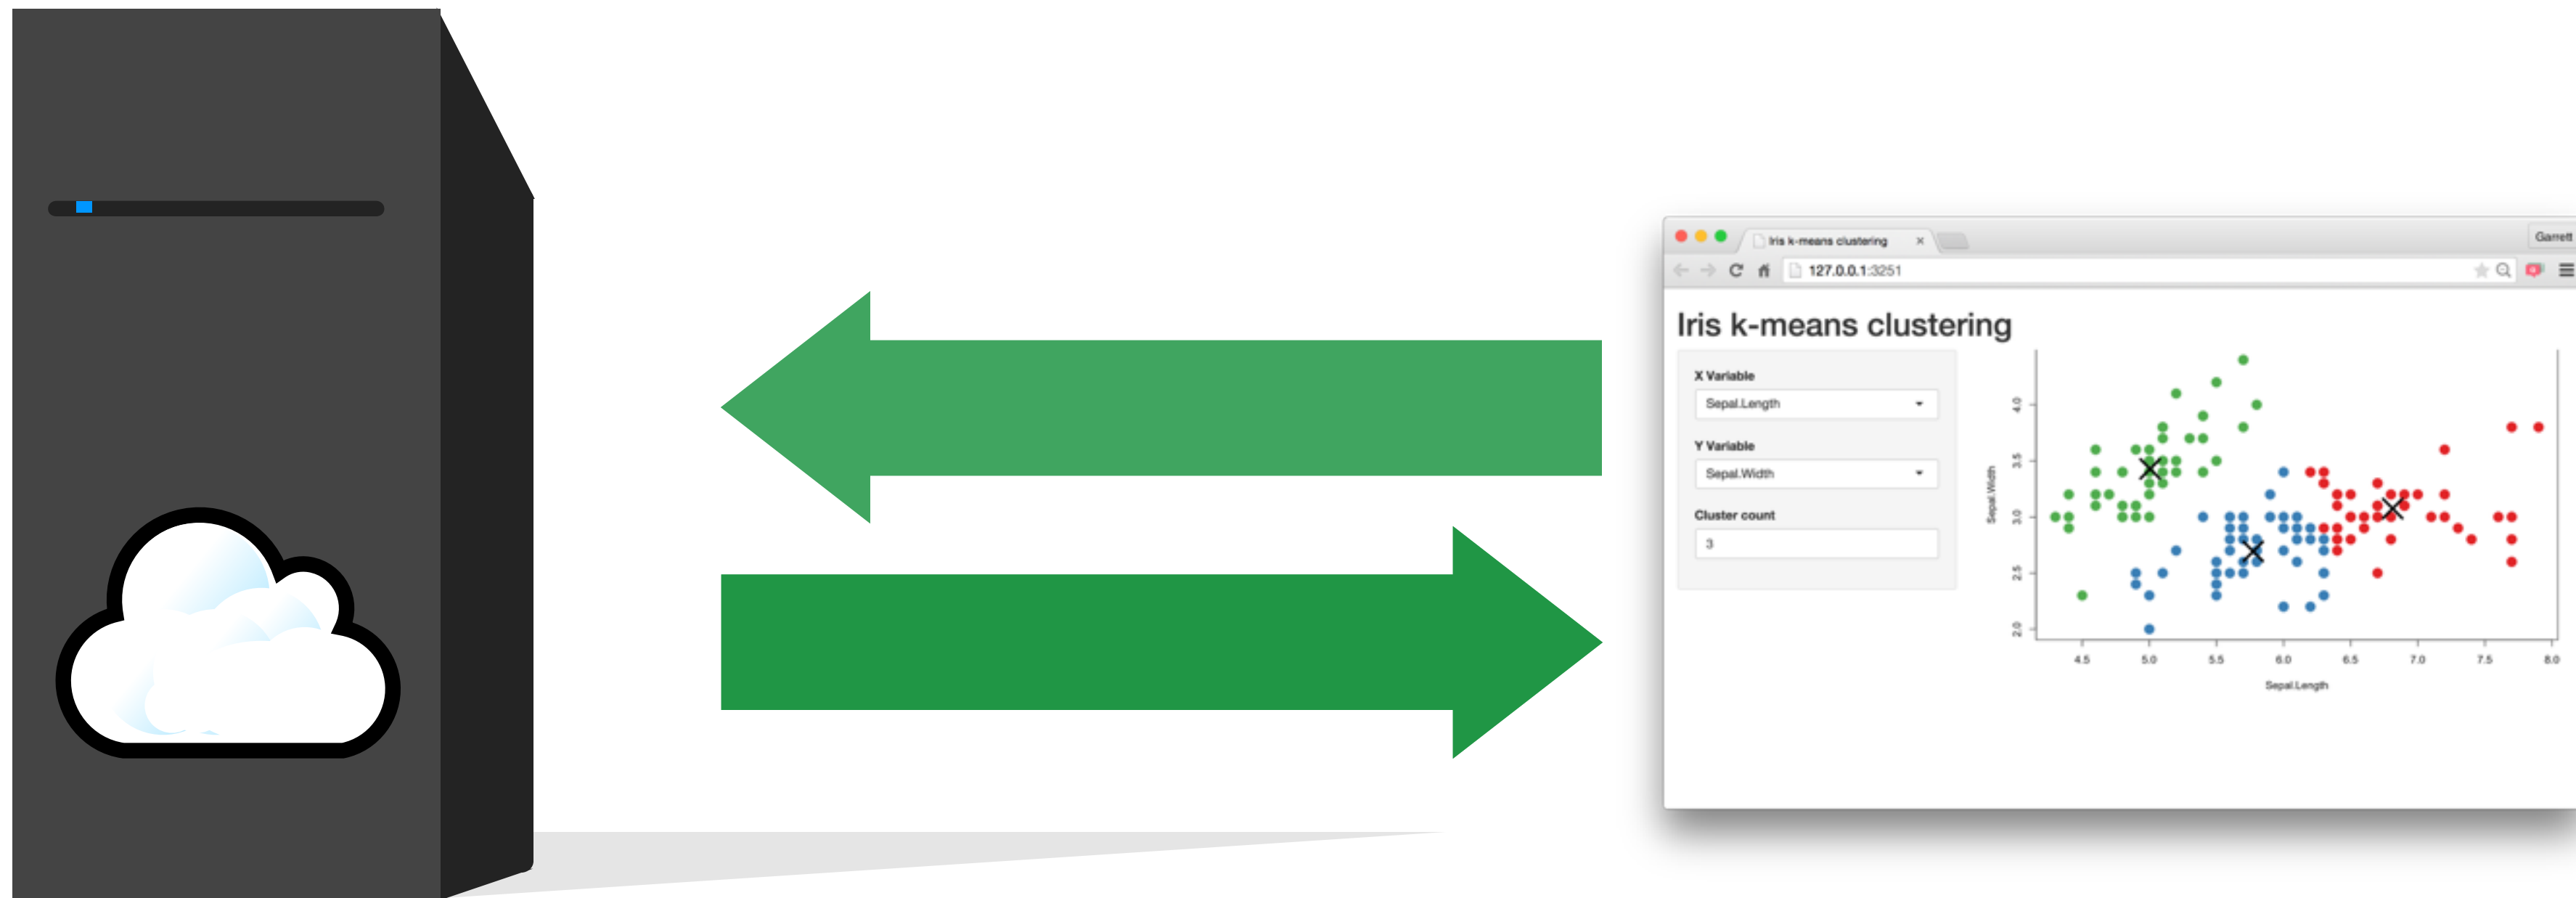 Iris k-means clustering
Garrett
127.0.0.1:3251
Iris k-means clustering
X Variable
Sepal.Length
Y Variable
Sepal.Width
Cluster count
3
Sepal.Width
4.0
3.5
3.0
2.5
2.0
4.5 5.0 5.5 6.0 6.5 7.0 7.5 8.0
Sepal.Length